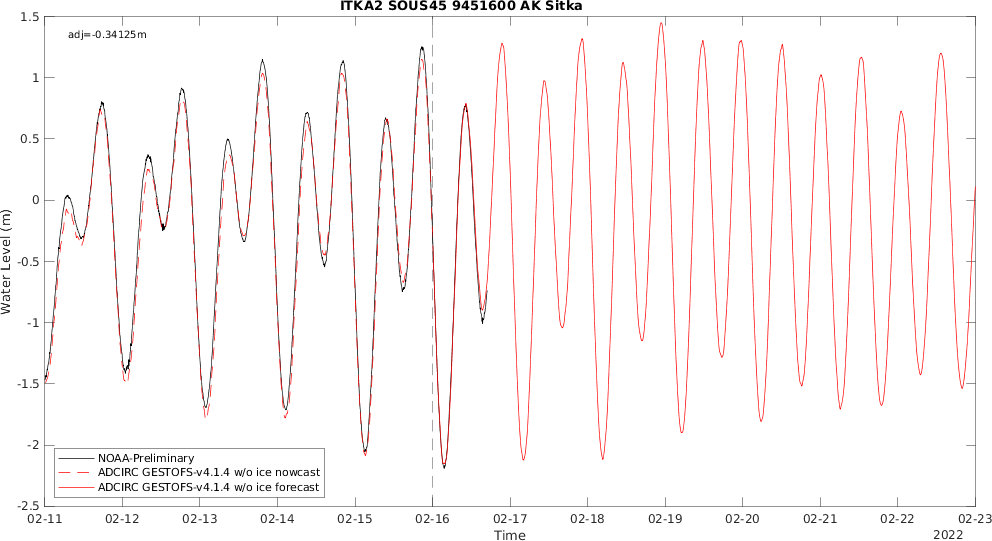 ITKA2 SOUS45 9451600 AK Sitka
adj=-0.34125m
1.5
1
0.5
0
-0.5
-1
-1.5
-2
-2.5
Water Level (m)
NOAA-Preliminary
ADCIRC GESTOFS-v4.1.4 w/o ice nowcast
ADCIRC GESTOFS-v4.1.4 w/o ice forecast
02-11 02-12 02-13 02-14 02-15 02-16 02-17 02-18 02-19 02-20 02-21 02-22 02-23
Time
2022